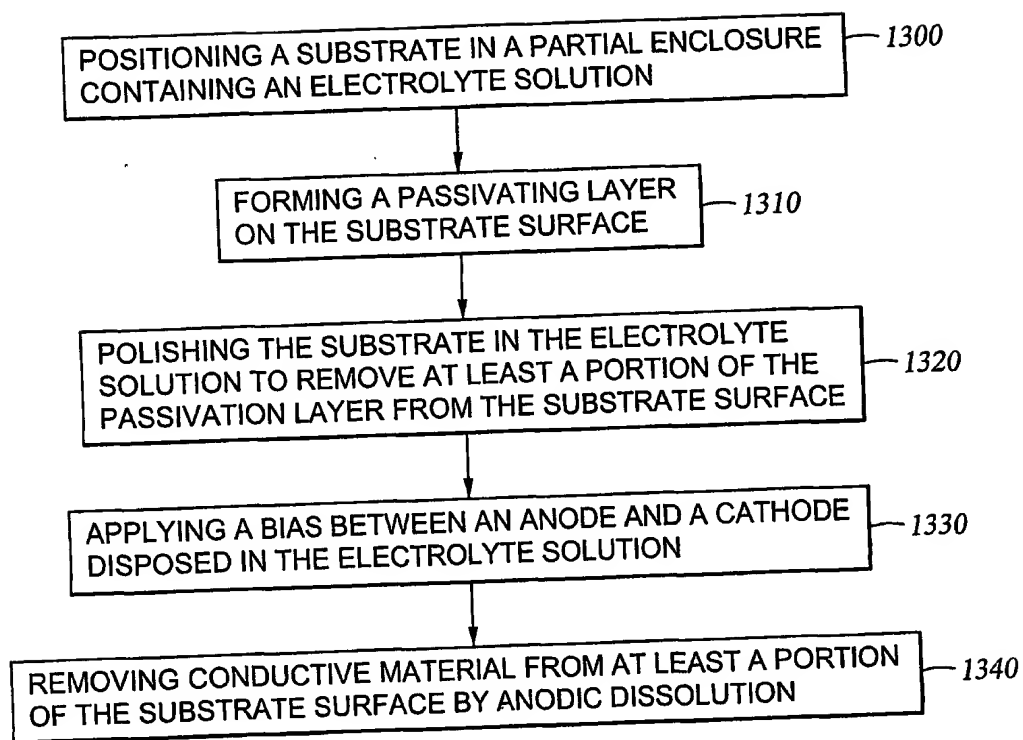 POSITIONING A SUBSTRATE IN A PARTIAL ENCLOSURE
CONTAINING AN ELECTROLYTE SOLUTION
1300
FORMING A PASSIVATING LAYER
ON THE SUBSTRATE SURFACE
1310
POLISHING THE SUBSTRATE IN THE ELECTROLYTE
SOLUTION TO REMOVE AT LEAST A PORTION OF THE
PASSIVATION LAYER FROM THE SUBSTRATE SURFACE
1320
APPLYING A BIAS BETWEEN AN ANODE AND A CATHODE
DISPOSED IN THE ELECTROLYTE SOLUTION
1330
REMOVING CONDUCTIVE MATERIAL FROM AT LEAST A PORTION
OF THE SUBSTRATE SURFACE BY ANODIC DISSOLUTION
1340